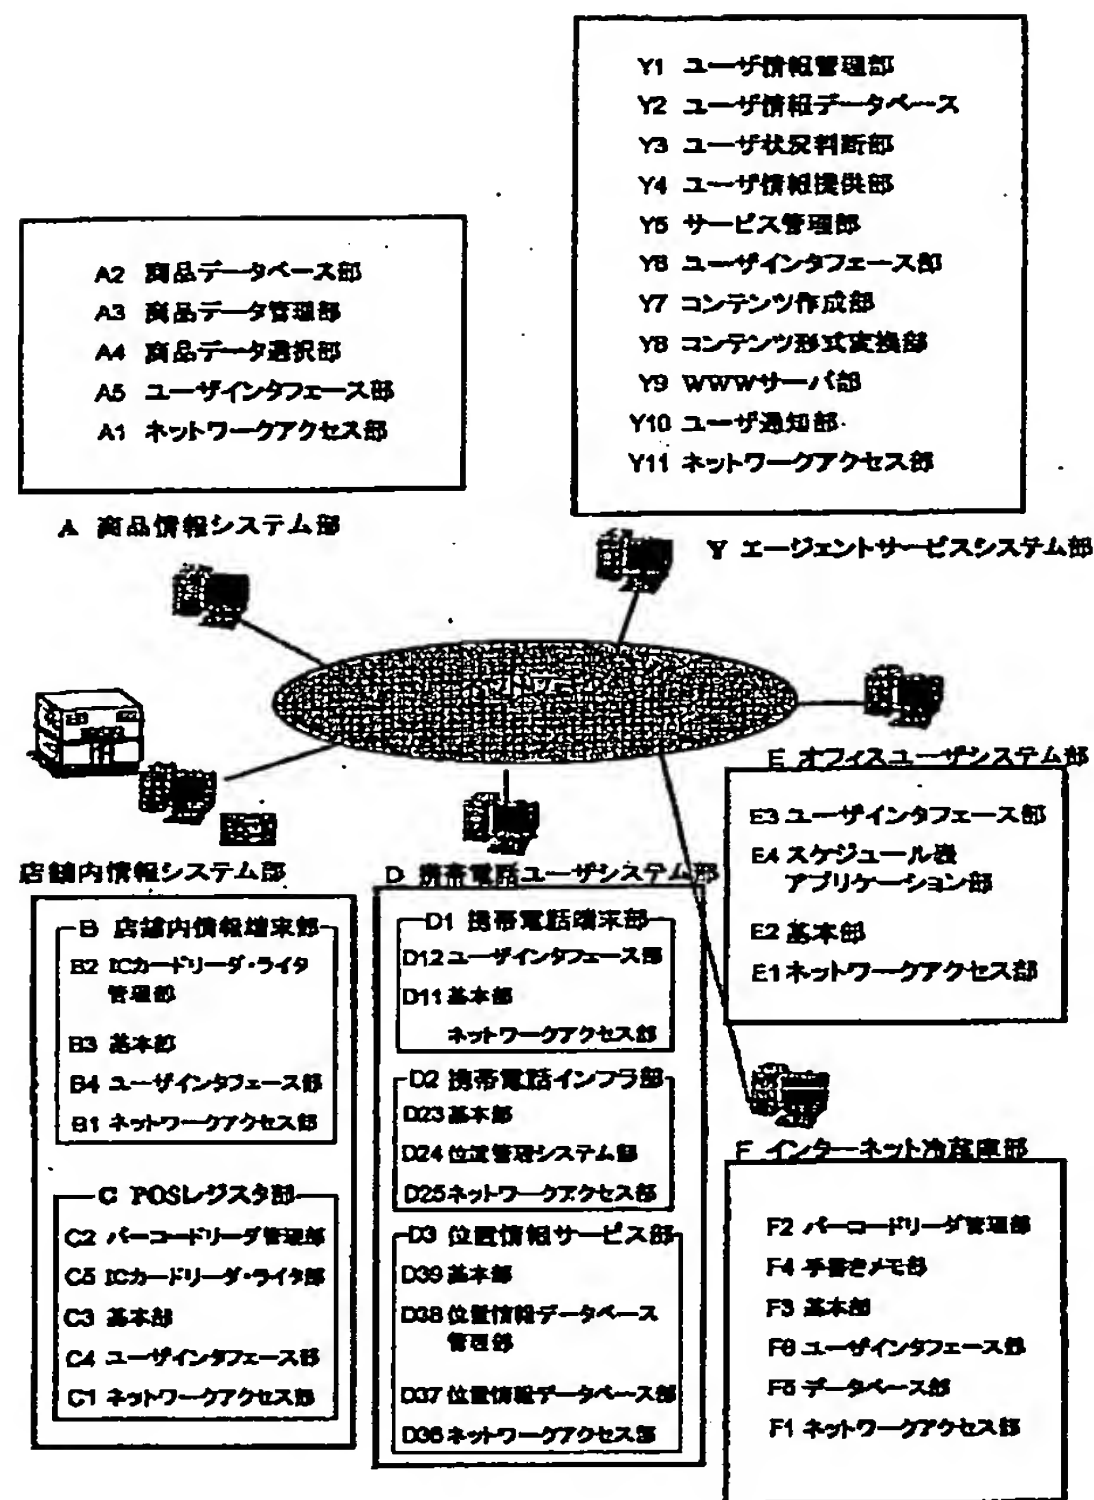 Y1 ユーザ情報管理部
Y2 ユーザ情報データベース
Y3 ユーザ状況判断部
Y4 ユーザ情報提供部
Y5 サービス管理部
Y6 ユーザインタフェース部
Y7 コンテンツ作成部
Y8 コンテンツ形式変換部
Y9 WWWサーバ部
Y10 ユーザ通知部
Y11 ネットワークアクセス部
Y エージェントサービスシステム部
A2 商品データベース部
A3 商品データ管理部
A4 商品データ選択部
A5 ユーザインタフェース部
A1 ネットワークアクセス部
A 商品情報システム部
E オフィスユーザシステム部
E3 ユーザインタフェース部
E4 スケジュール機
アプリケーション部
E2 基本部
E1 ネットワークアクセス部
店舗内情報システム部
B 店舗内情報端末部
B2 ICカードリーダ・ライタ
管理部
B3 基本部
B4 ユーザインタフェース部
B1 ネットワークアクセス部
C POSレジスタ部
C2 バーコードリーダ管理部
C5 ICカードリーダ・ライタ部
C3 基本部
C4 ユーザインタフェース部
C1 ネットワークアクセス部
D 携帯電話ユーザシステム部
D1 携帯電話端末部
D12 ユーザインタフェース部
D11 基本部
ネットワークアクセス部
D2 携帯電話インフラ部
D23 基本部
D24 位置管理システム部
D25 ネットワークアクセス部
D3 位置情報サービス部
D39 基本部
D38 位置情報データベース
管理部
D37 位置情報データベース部
D36 ネットワークアクセス部
F インターネット冷蔵庫部
F2 バーコードリーダ管理部
F4 手書きメモ部
F3 基本部
F6 ユーザインタフェース部
F5 データベース部
F1 ネットワークアクセス部